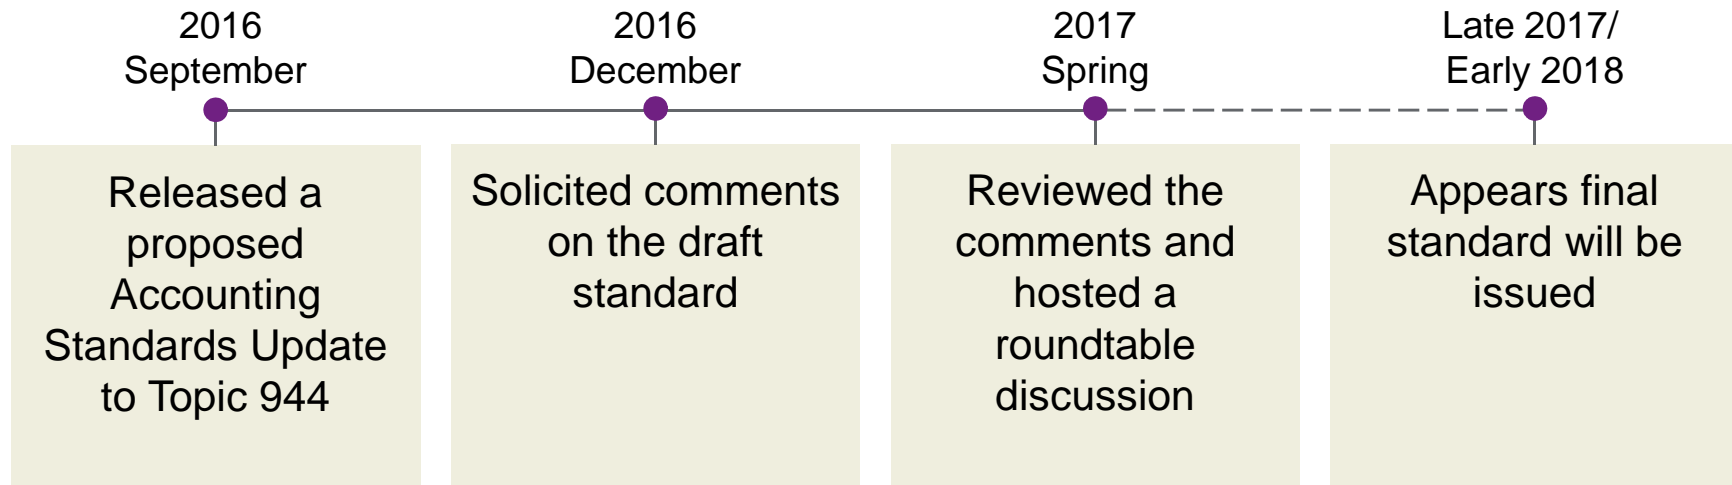 2016
September
2016
December
2017
Spring
Late 2017/
Early 2018
Released a
proposed
Accounting
Standards Update
to Topic 944
Solicited comments
on the draft
standard
Reviewed the
comments and
hosted a
roundtable
discussion
Appears final
standard will be
issued